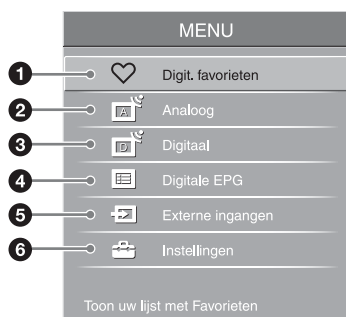 MENU
1 Digit. favorieten
2 A Analoog
3 D Digitaal
4 Digitale EPG
5 Externe ingangen
6 Instellingen
Toon uw lijst met Favorieten